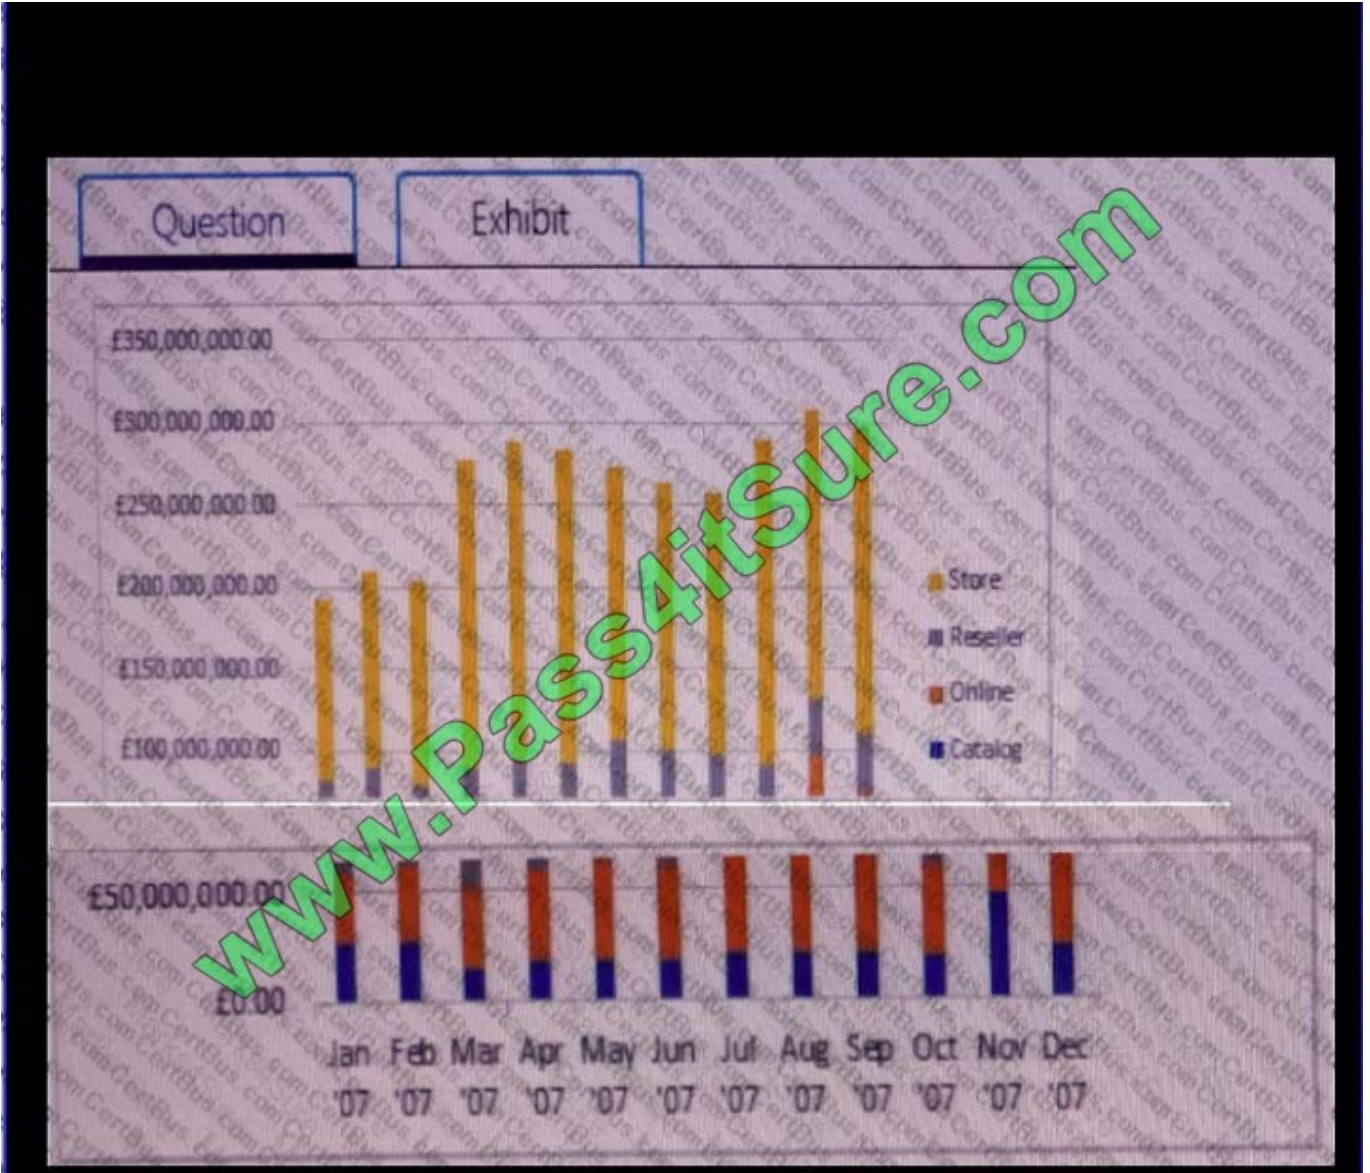 Question
Exhibit
£350,000,000.00
£300,000,000.00
£250,000,000.00
£200,000,000.00
£150,000,000.00
£100,000,000.00
Store
Reseller
Online
Catalog
www.Pass4itSure.com
£50,000,000.00
£0.00
Jan Feb Mar Apr May Jun Jul Aug Sep Oct Nov Dec
'07 '07 '07 '07 '07 '07 '07 '07 '07 '07 '07 '07